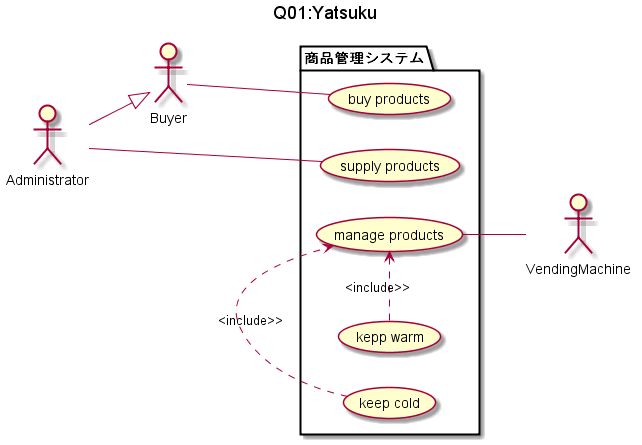 Q01:Yatsuku
商品管理システム
Buyer
buy products
Administrator
supply products
manage products
VendingMachine
<include>>
<include>>
kepp warm
keep cold